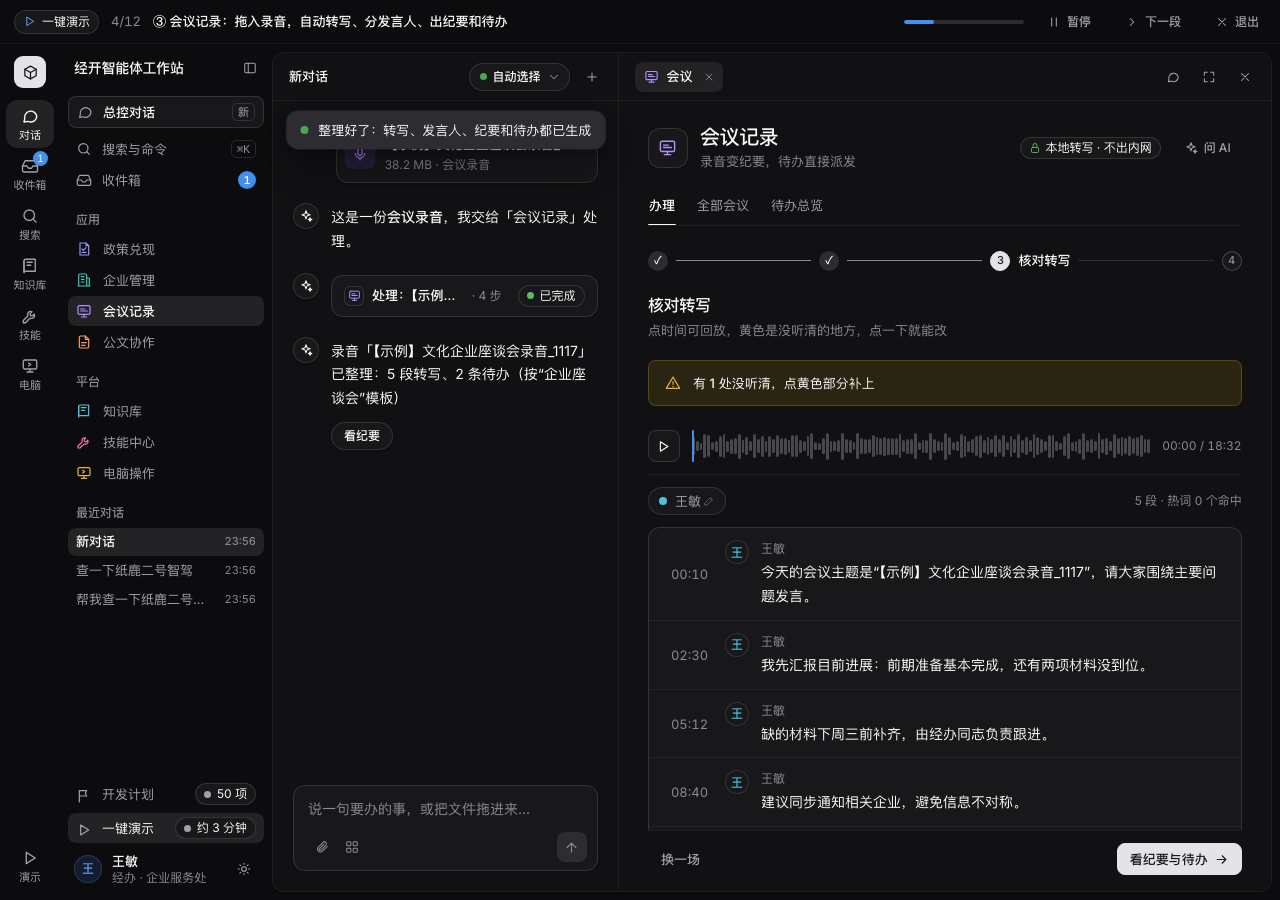 一键演示
4/12
③ 会议记录：拖入录音，自动转写、分发言人、出纪要和待办
暂停
下一段
退出
对话
1
收件箱
搜索
知识库
技能
电脑
演示
经开智能体工作站
总控对话
新
搜索与命令
⌘K
收件箱
1
应用
政策兑现
企业管理
会议记录
公文协作
平台
知识库
技能中心
电脑操作
最近对话
新对话
23:56
查一下纸鹿二号智驾
23:56
帮我查一下纸鹿二号...
23:56
开发计划
50 项
一键演示
约 3 分钟
王
王敏
经办 · 企业服务处
新对话
自动选择
整理好了：转写、发言人、纪要和待办都已生成
38.2 MB · 会议录音
这是一份会议录音，我交给「会议记录」处
理。
处理：【示例...
· 4 步
已完成
录音「【示例】文化企业座谈会录音_1117」
已整理：5 段转写、2 条待办（按“企业座
谈会”模板）
看纪要
说一句要办的事，或把文件拖进来...
会议
会议记录
录音变纪要，待办直接派发
本地转写 · 不出内网
问 AI
办理
全部会议
待办总览
3
核对转写
4
核对转写
点时间可回放，黄色是没听清的地方，点一下就能改
有 1 处没听清，点黄色部分补上
00:00 / 18:32
王敏
5 段 · 热词 0 个命中
00:10
王
王敏
今天的会议主题是“【示例】文化企业座谈会录音_1117”，请大家围绕主要问
题发言。
02:30
王
王敏
我先汇报目前进展：前期准备基本完成，还有两项材料没到位。
05:12
王
王敏
缺的材料下周三前补齐，由经办同志负责跟进。
08:40
王
王敏
建议同步通知相关企业，避免信息不对称。
换一场
看纪要与待办